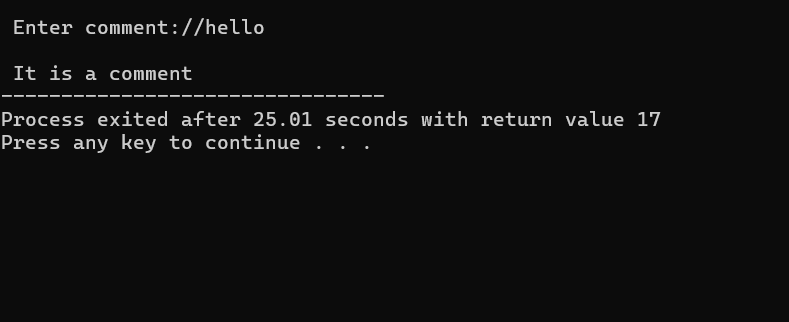 Enter comment://hello
It is a comment
--------------------------------
Process exited after 25.01 seconds with return value 17
Press any key to continue . . .